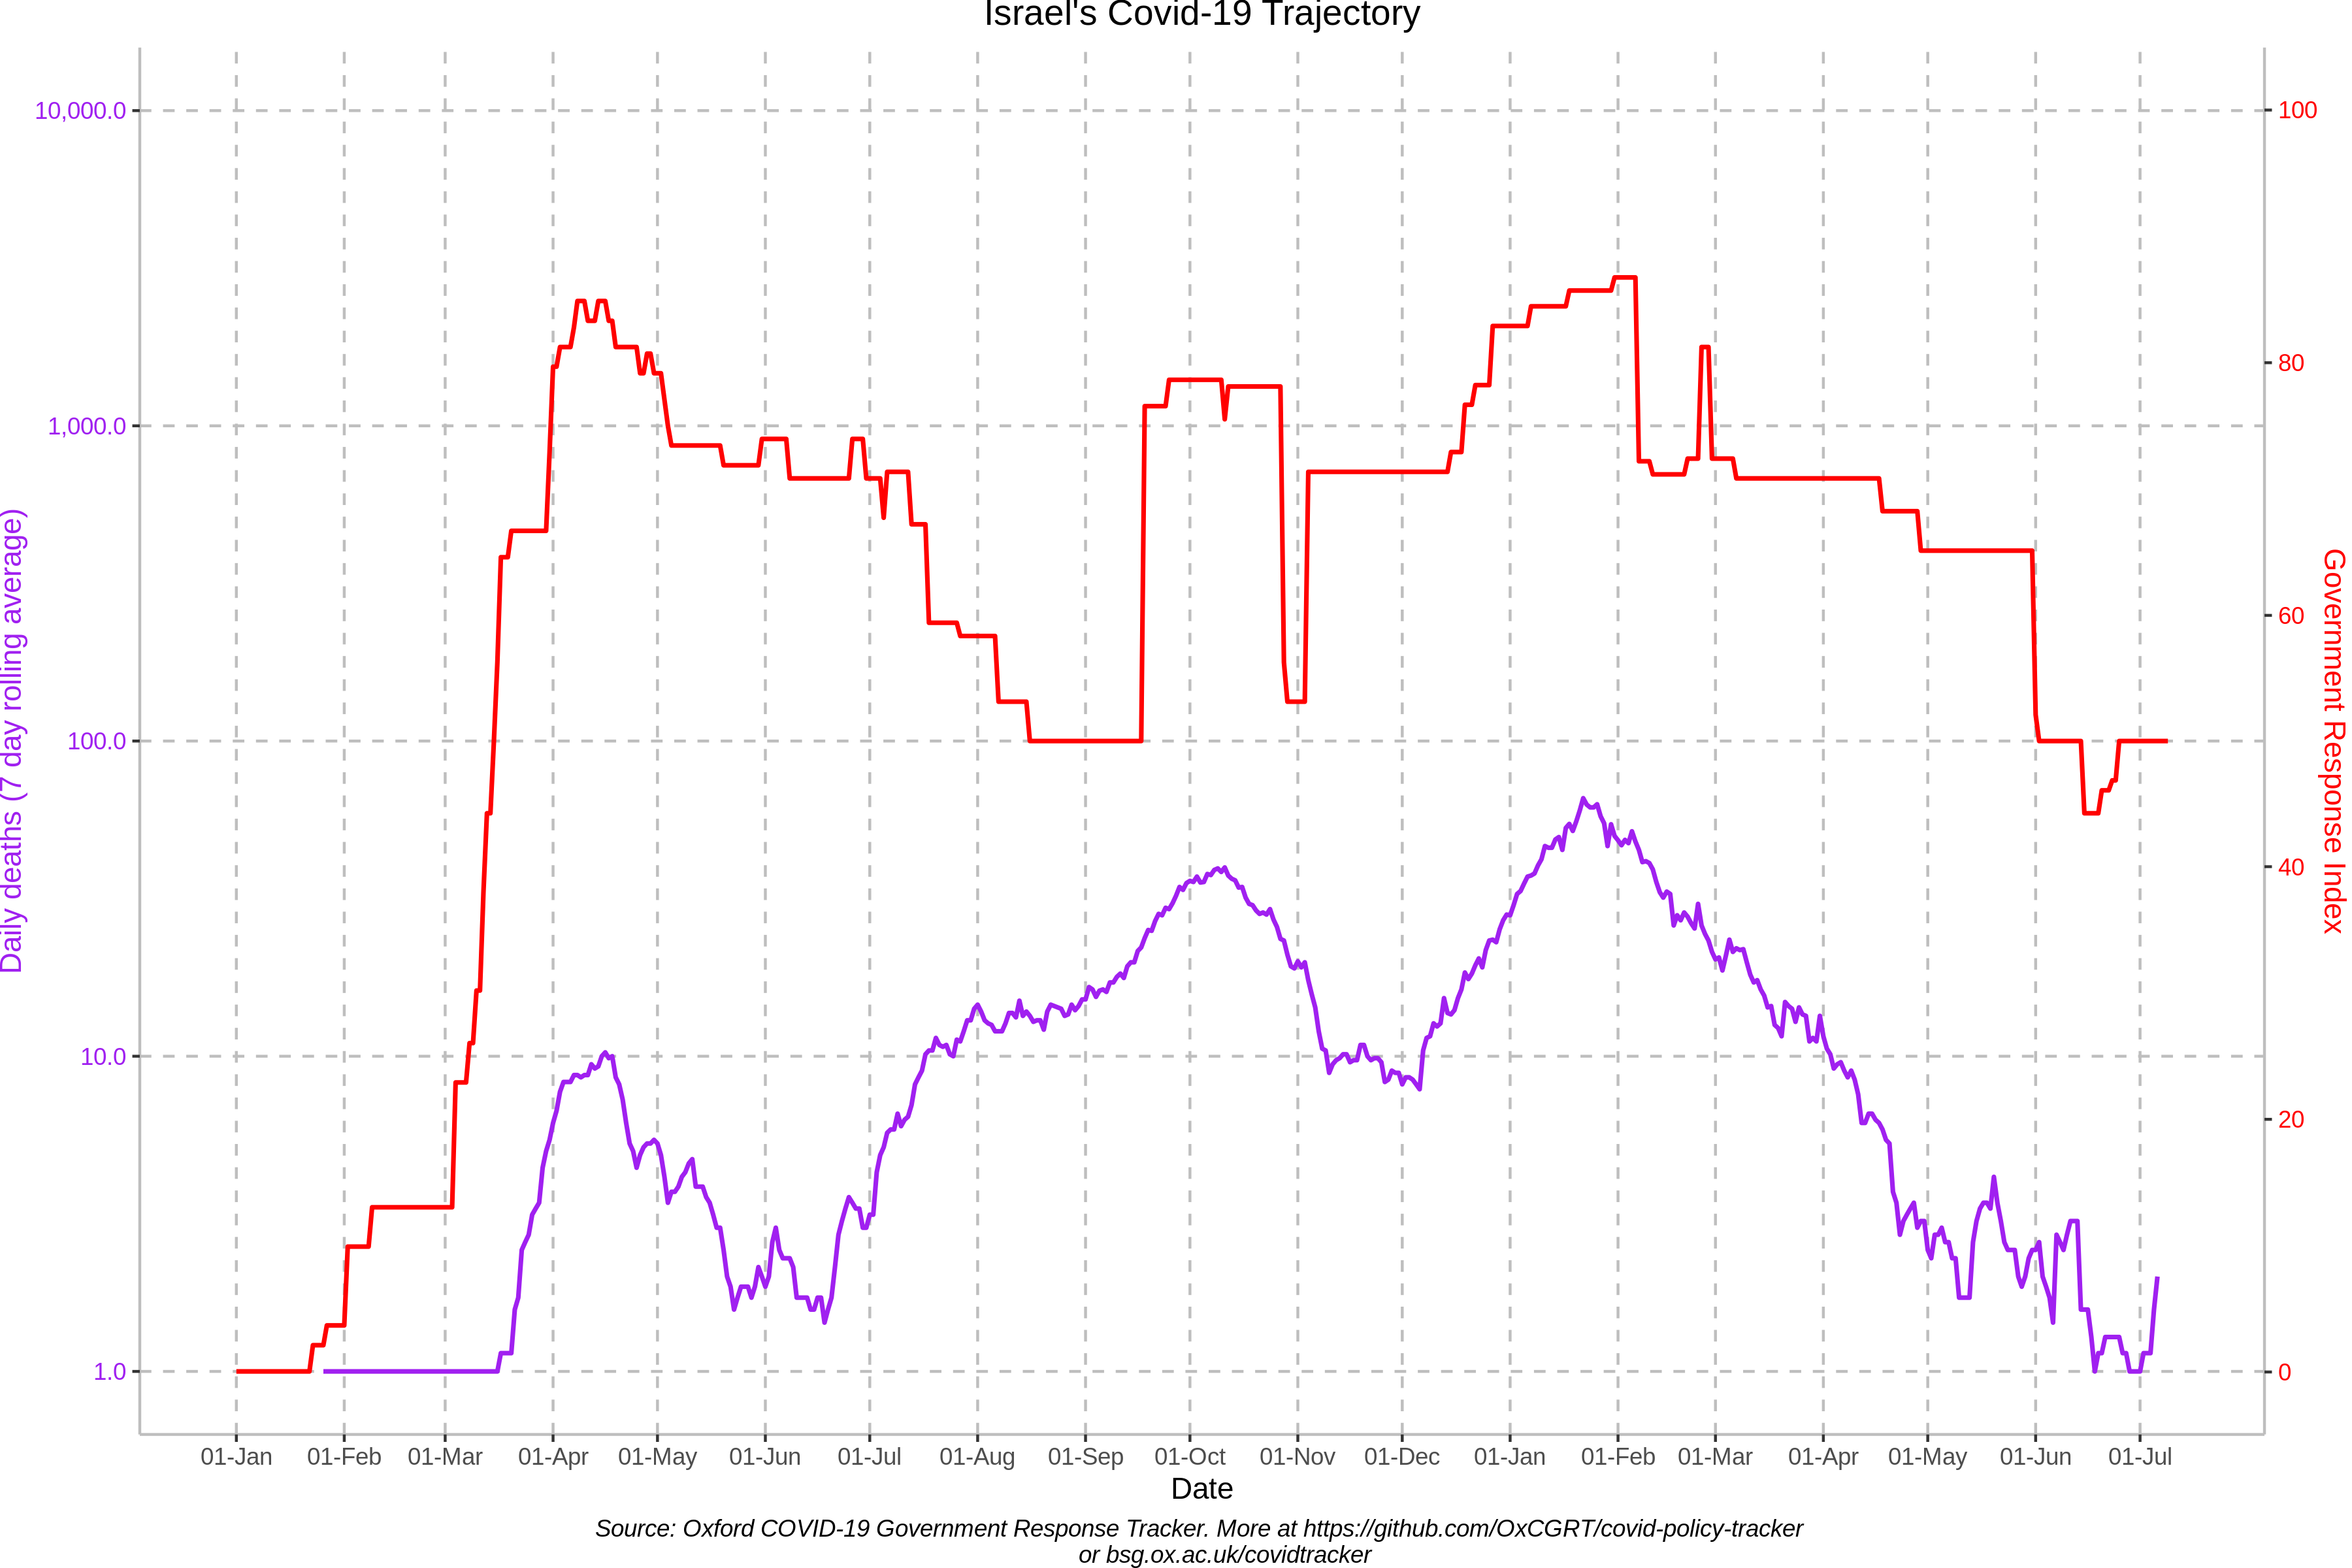 Israel's Covid-19 Trajectory
10,000.0
1,000.0
100.0
10.0
1.0
Daily deaths (7 day rolling average)
100
80
60
40
20
0
Government Response Index
01-Jan 01-Feb 01-Mar 01-Apr 01-May 01-Jun 01-Jul 01-Aug 01-Sep 01-Oct 01-Nov 01-Dec 01-Jan 01-Feb 01-Mar 01-Apr 01-May 01-Jun 01-Jul
Date
Source: Oxford COVID-19 Government Response Tracker. More at https://github.com/OxCGRT/covid-policy-tracker
or bsg.ox.ac.uk/covidtracker